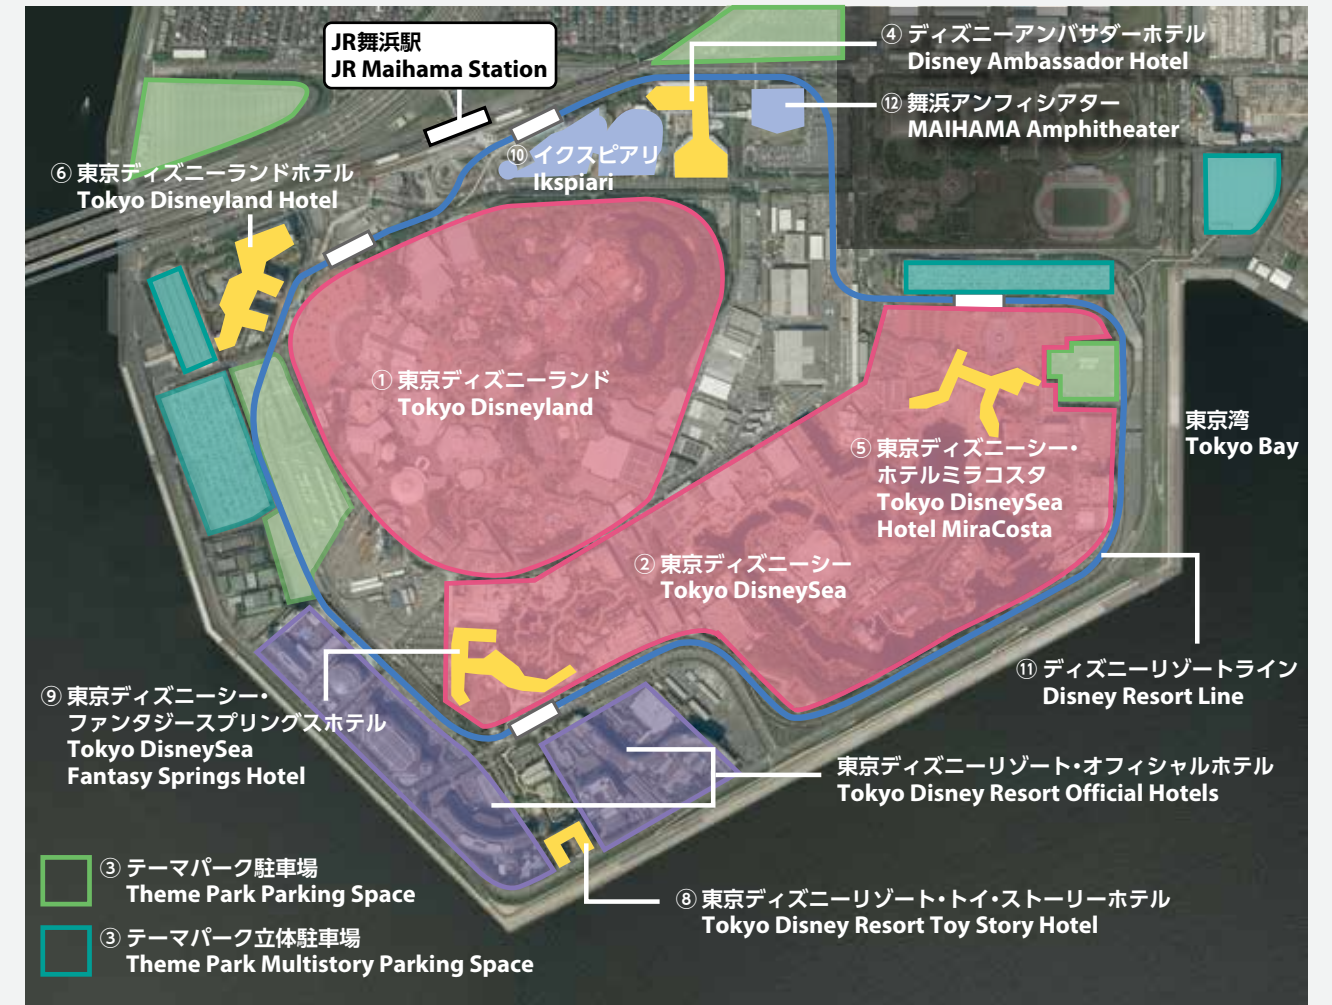 JR舞浜駅
JR Maihama Station
④ ディズニーアンバサダーホテル
Disney Ambassador Hotel
⑫ 舞浜アンフィシアター
MAIHAMA Amphitheater
⑩ イクスピアリ
Ikspiari
⑥ 東京ディズニーランドホテル
Tokyo Disneyland Hotel
① 東京ディズニーランド
Tokyo Disneyland
東京湾
Tokyo Bay
⑤ 東京ディズニーシー・
ホテルミラコスタ
Tokyo DisneySea
Hotel MiraCosta
② 東京ディズニーシー
Tokyo DisneySea
⑪ ディズニーリゾートライン
Disney Resort Line
⑨ 東京ディズニーシー・
ファンタジースプリングスホテル
Tokyo DisneySea
Fantasy Springs Hotel
東京ディズニーリゾート・オフィシャルホテル
Tokyo Disney Resort Official Hotels
⑧ 東京ディズニーリゾート・トイ・ストーリーホテル
Tokyo Disney Resort Toy Story Hotel
③ テーマパーク駐車場
Theme Park Parking Space
③ テーマパーク立体駐車場
Theme Park Multistory Parking Space